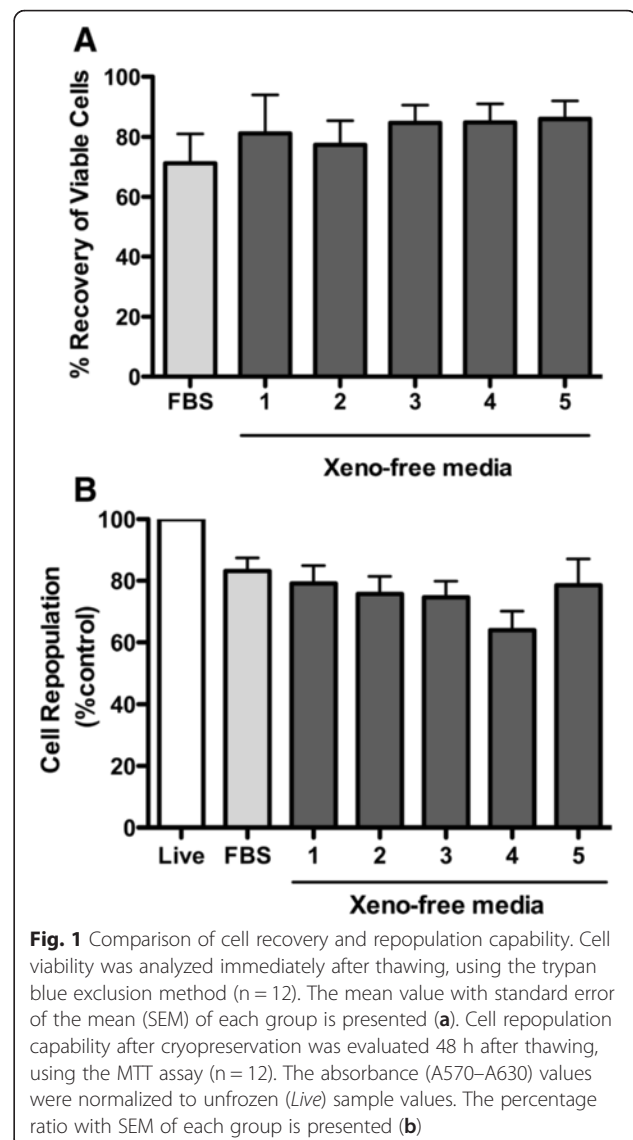 A
% Recovery of Viable Cells
100
80
60
40
20
0
FBS 1 2 3 4 5
Xeno-free media
B
Cell Repopulation
(%control)
100
80
60
40
20
0
Live FBS 1 2 3 4 5
Xeno-free media
Fig. 1 Comparison of cell recovery and repopulation capability. Cell
viability was analyzed immediately after thawing, using the trypan
blue exclusion method (n = 12). The mean value with standard error
of the mean (SEM) of each group is presented (a). Cell repopulation
capability after cryopreservation was evaluated 48 h after thawing,
using the MTT assay (n = 12). The absorbance (A570–A630) values
were normalized to unfrozen (Live) sample values. The percentage
ratio with SEM of each group is presented (b)